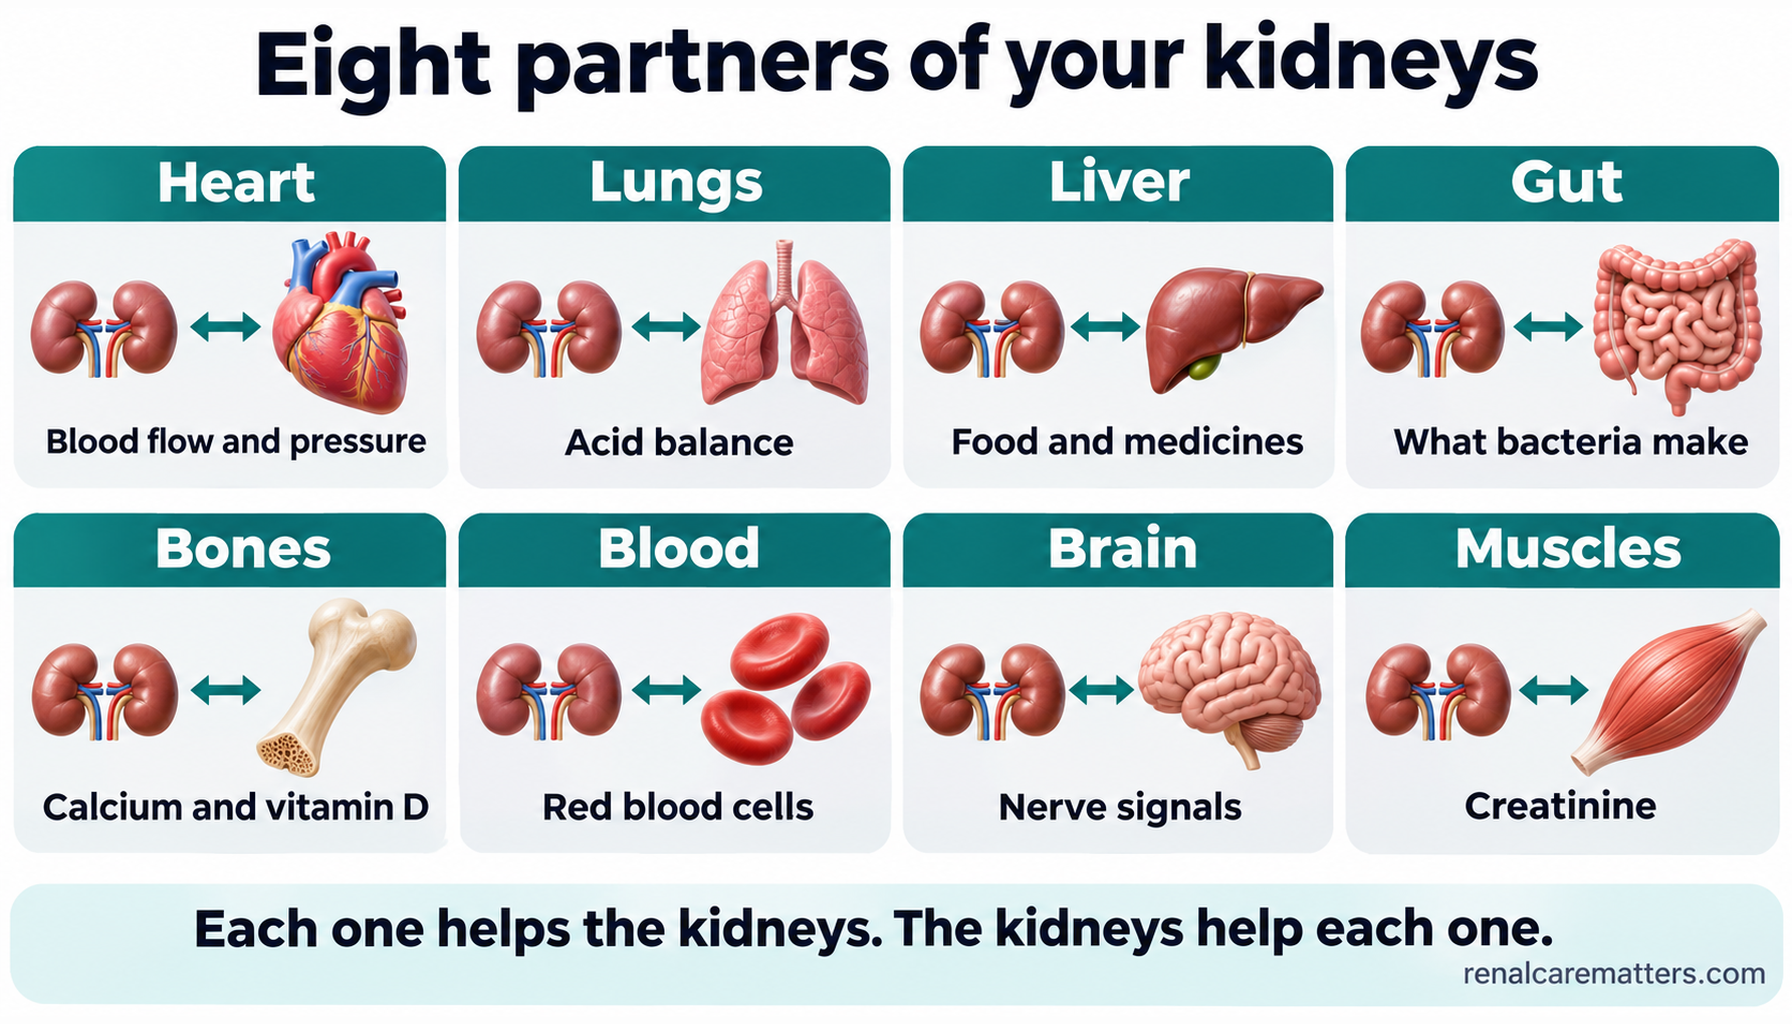 Eight partners of your kidneys
Heart
Blood flow and pressure
Lungs
Acid balance
Liver
Food and medicines
Gut
What bacteria make
Bones
Calcium and vitamin D
Blood
Red blood cells
Brain
Nerve signals
Muscles
Creatinine
Each one helps the kidneys. The kidneys help each one.
renalcarematters.com